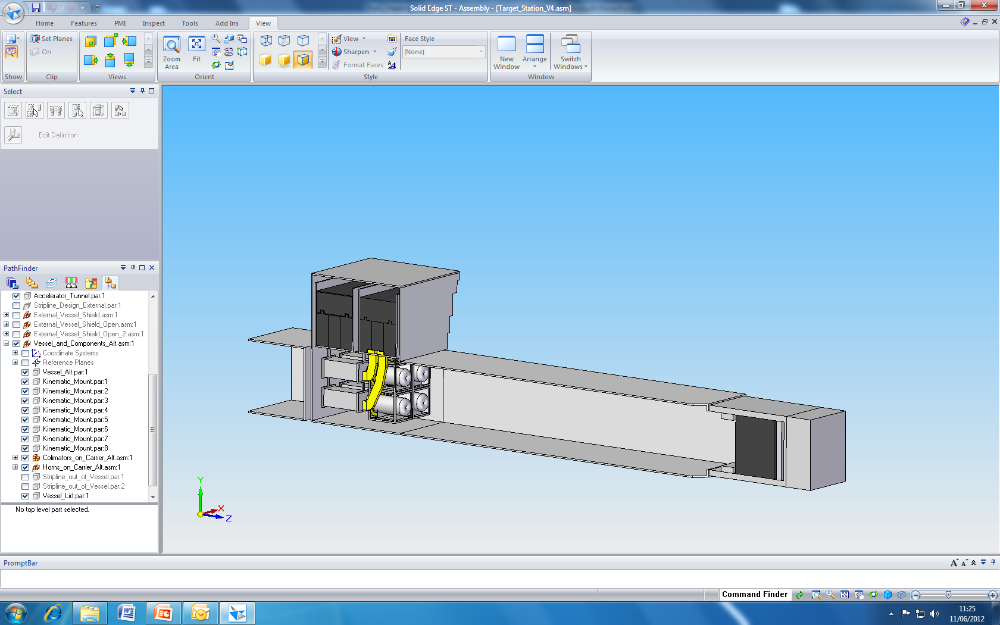 Solid Edge ST - Assembly - [Target_Station_V4.asm]
Home Features PMI Inspect Tools Add Ins View
Set Planes
On
Zoom Area
Fit
View
Sharpen
Format Faces
Face Style
(None)
New Window
Arrange
Switch Windows
Show Clip Views Orient Style Window
Select
Edit Definition
PathFinder
Accelerator_Tunnel.par:1
Stripline_Design_External.par:1
External_Vessel_Shield.asm:1
External_Vessel_Shield_Open.asm:1
External_Vessel_Shield_Open_2.asm:1
Vessel_and_Components_Alt.asm:1
Coordinate Systems
Reference Planes
Vessel_Alt.par:1
Kinematic_Mount.par:1
Kinematic_Mount.par:2
Kinematic_Mount.par:3
Kinematic_Mount.par:4
Kinematic_Mount.par:5
Kinematic_Mount.par:6
Kinematic_Mount.par:7
Kinematic_Mount.par:8
Colimators_on_Carrier_Alt.asm:1
Horns_on_Carrier_Alt.asm:1
Stripline_out_of_Vessel.par:1
Stripline_out_of_Vessel.par:2
Vessel_Lid.par:1
No top level part selected.
Y
X
Z
PromptBar
A A
Command Finder
11:25
11/06/2012